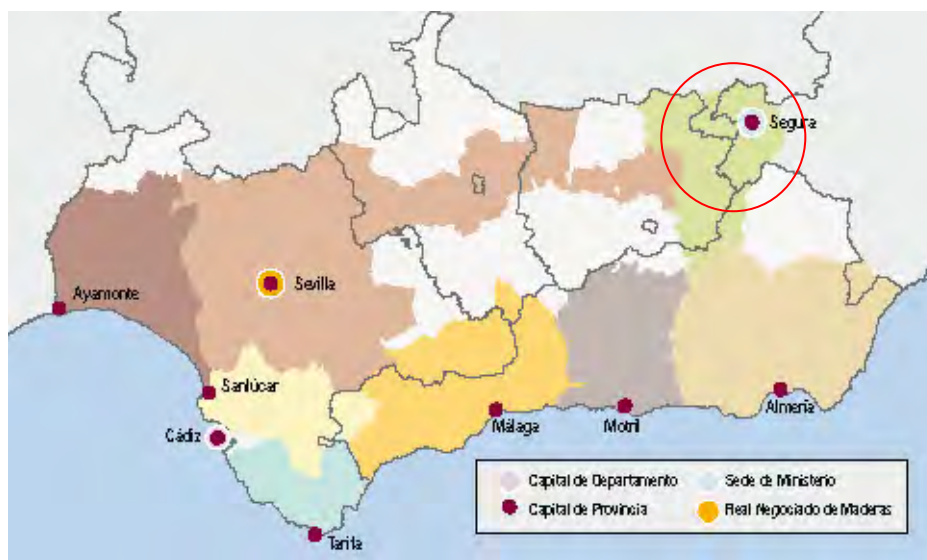 Segura
Ayamonte
Sevilla
Sanlúcar
Cádiz
Málaga
Motril
Almería
Tarifa
Capital de Departamento
Sede de Ministerio
Capital de Provincia
Real Negociado de Maderas